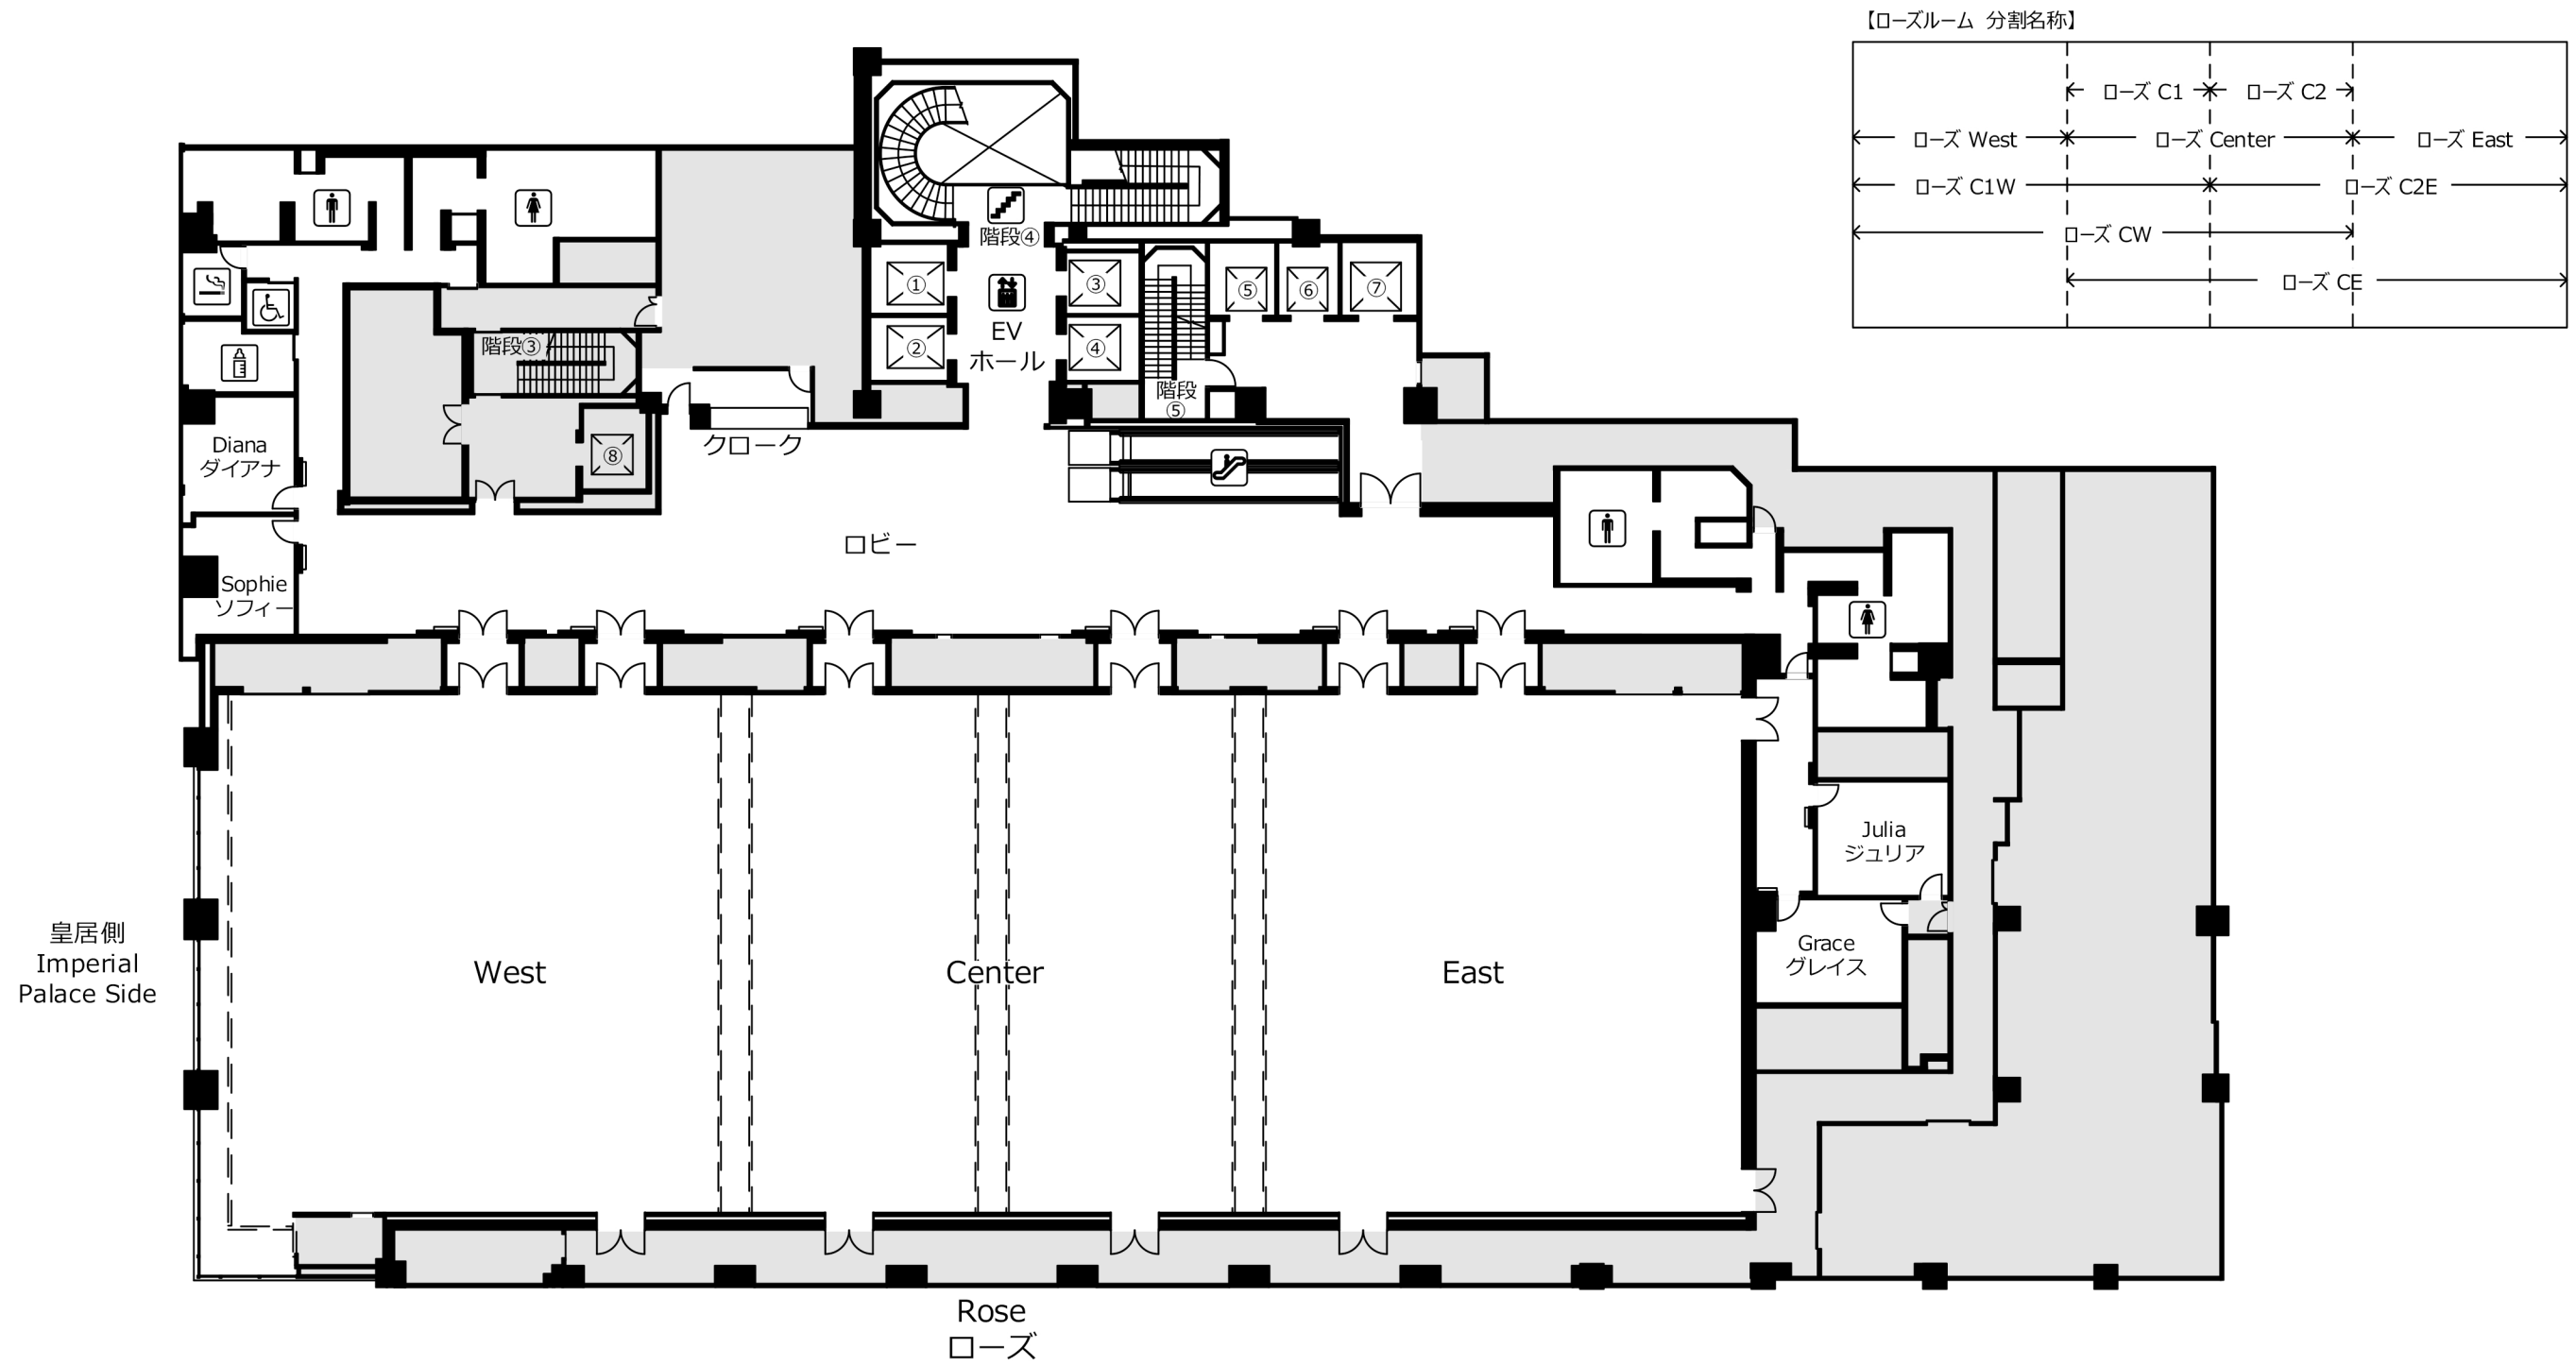 【ローズルーム 分割名称】
ローズ C1
ローズ C2
ローズ West
ローズ Center
ローズ East
ローズ C1W
ローズ C2E
ローズ CW
ローズ CE
階段④
①
②
③
④
⑤
⑥
⑦
EV
ホール
階段③
階段
⑤
⑧
クローク
Diana
ダイアナ
Sophie
ソフィー
ロビー
Julia
ジュリア
Grace
グレイス
皇居側
Imperial
Palace Side
West
Center
East
Rose
ローズ